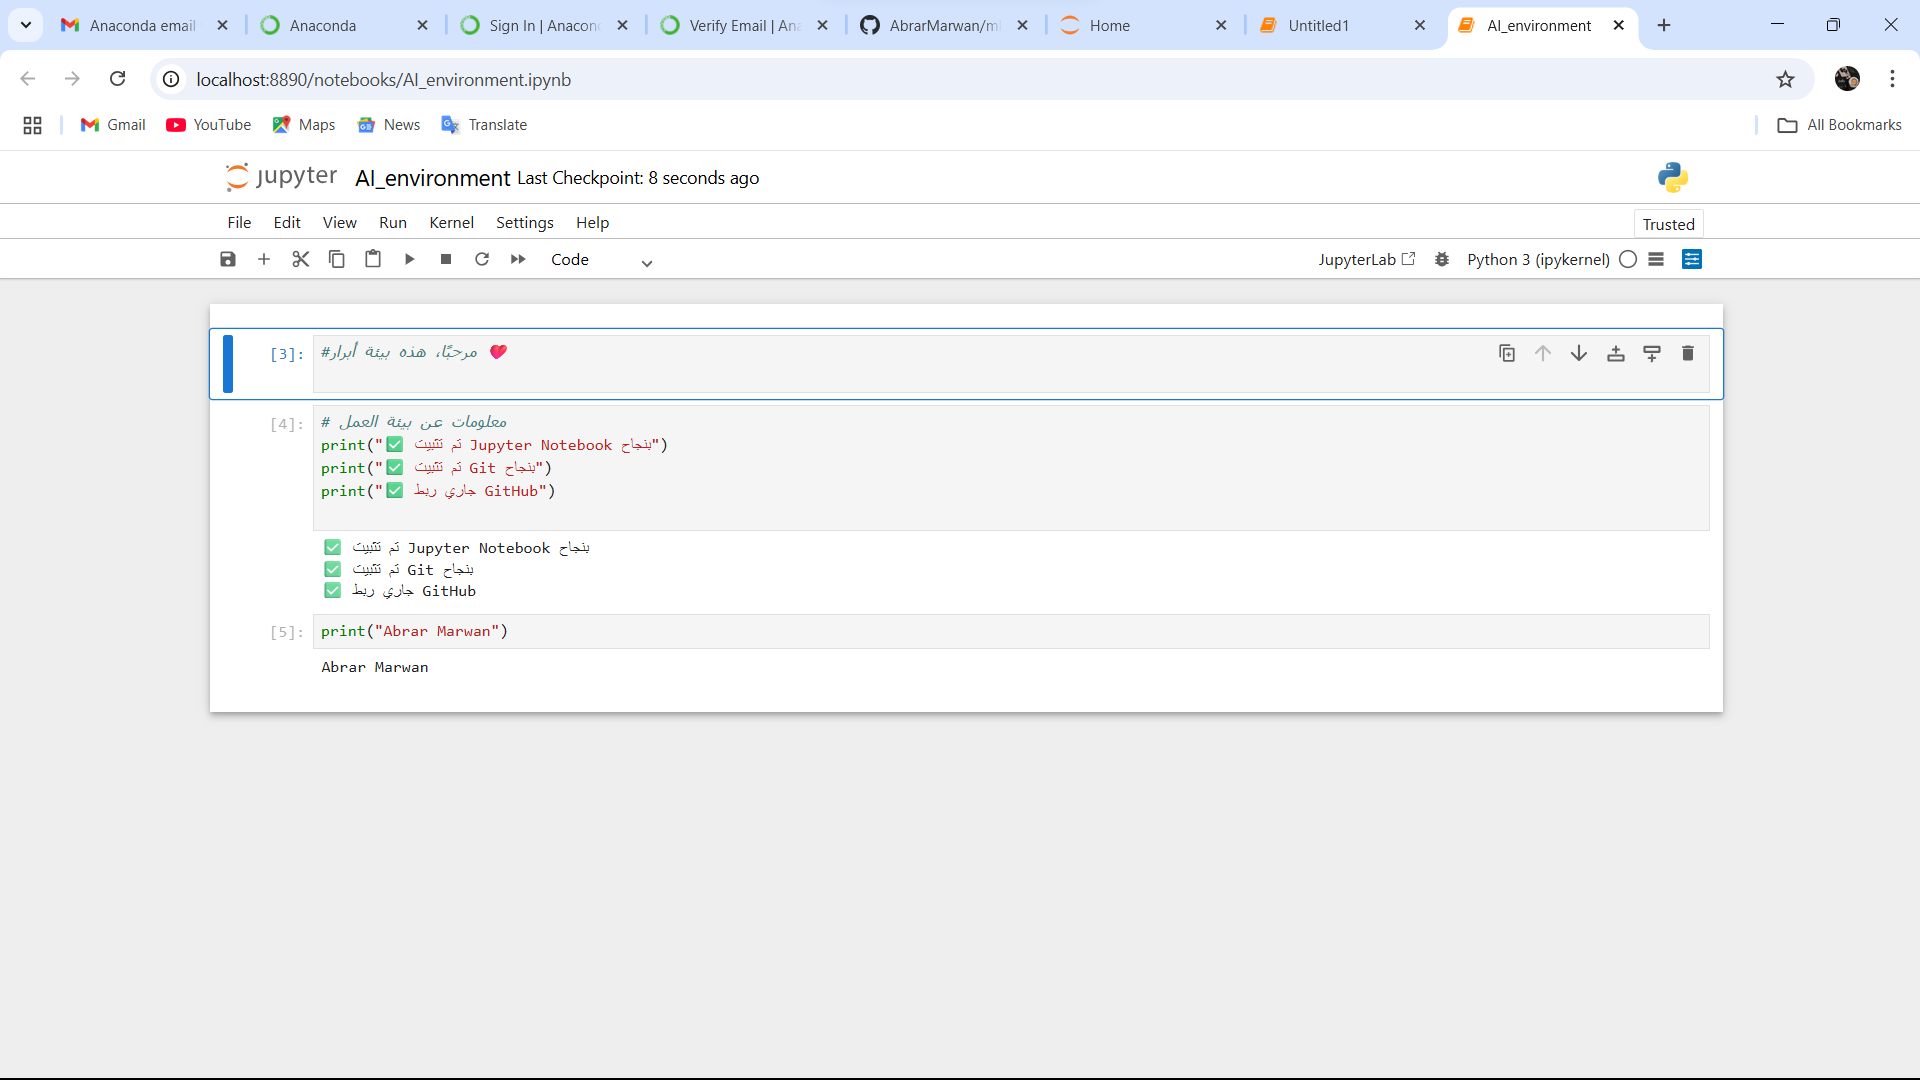 Anaconda email
Anaconda
Sign In | Anacon
Verify Email | Ana
AbrarMarwan/ml
Home
Untitled1
AI_environment
localhost:8890/notebooks/AI_environment.ipynb
Gmail
YouTube
Maps
News
Translate
All Bookmarks
jupyter
AI_environment Last Checkpoint: 8 seconds ago
File Edit View Run Kernel Settings Help
Trusted
Code
JupyterLab
Python 3 (ipykernel)
[3]:
#مرحبًا، هذه بيئة أبرار ❤️
[4]:
# معلومات عن بيئة العمل
print("✅ تم تثبيت Jupyter Notebook بنجاح")
print("✅ تم تثبيت Git بنجاح")
print("✅ جاري ربط GitHub")
✅ تم تثبيت Jupyter Notebook بنجاح
✅ تم تثبيت Git بنجاح
✅ جاري ربط GitHub
[5]:
print("Abrar Marwan")
Abrar Marwan